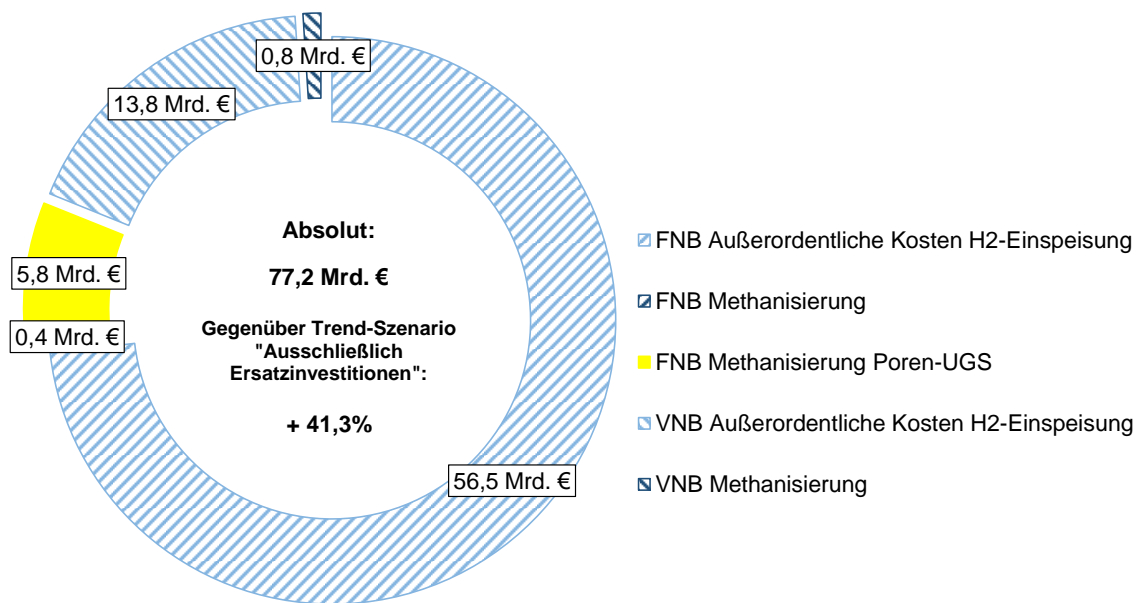 0,8 Mrd. €
13,8 Mrd. €
5,8 Mrd. €
0,4 Mrd. €
56,5 Mrd. €
Absolut:
77,2 Mrd. €
Gegenüber Trend-Szenario
"Ausschließlich
Ersatzinvestitionen":
+ 41,3%
FNB Außerordentliche Kosten H2-Einspeisung
FNB Methanisierung
FNB Methanisierung Poren-UGS
VNB Außerordentliche Kosten H2-Einspeisung
VNB Methanisierung